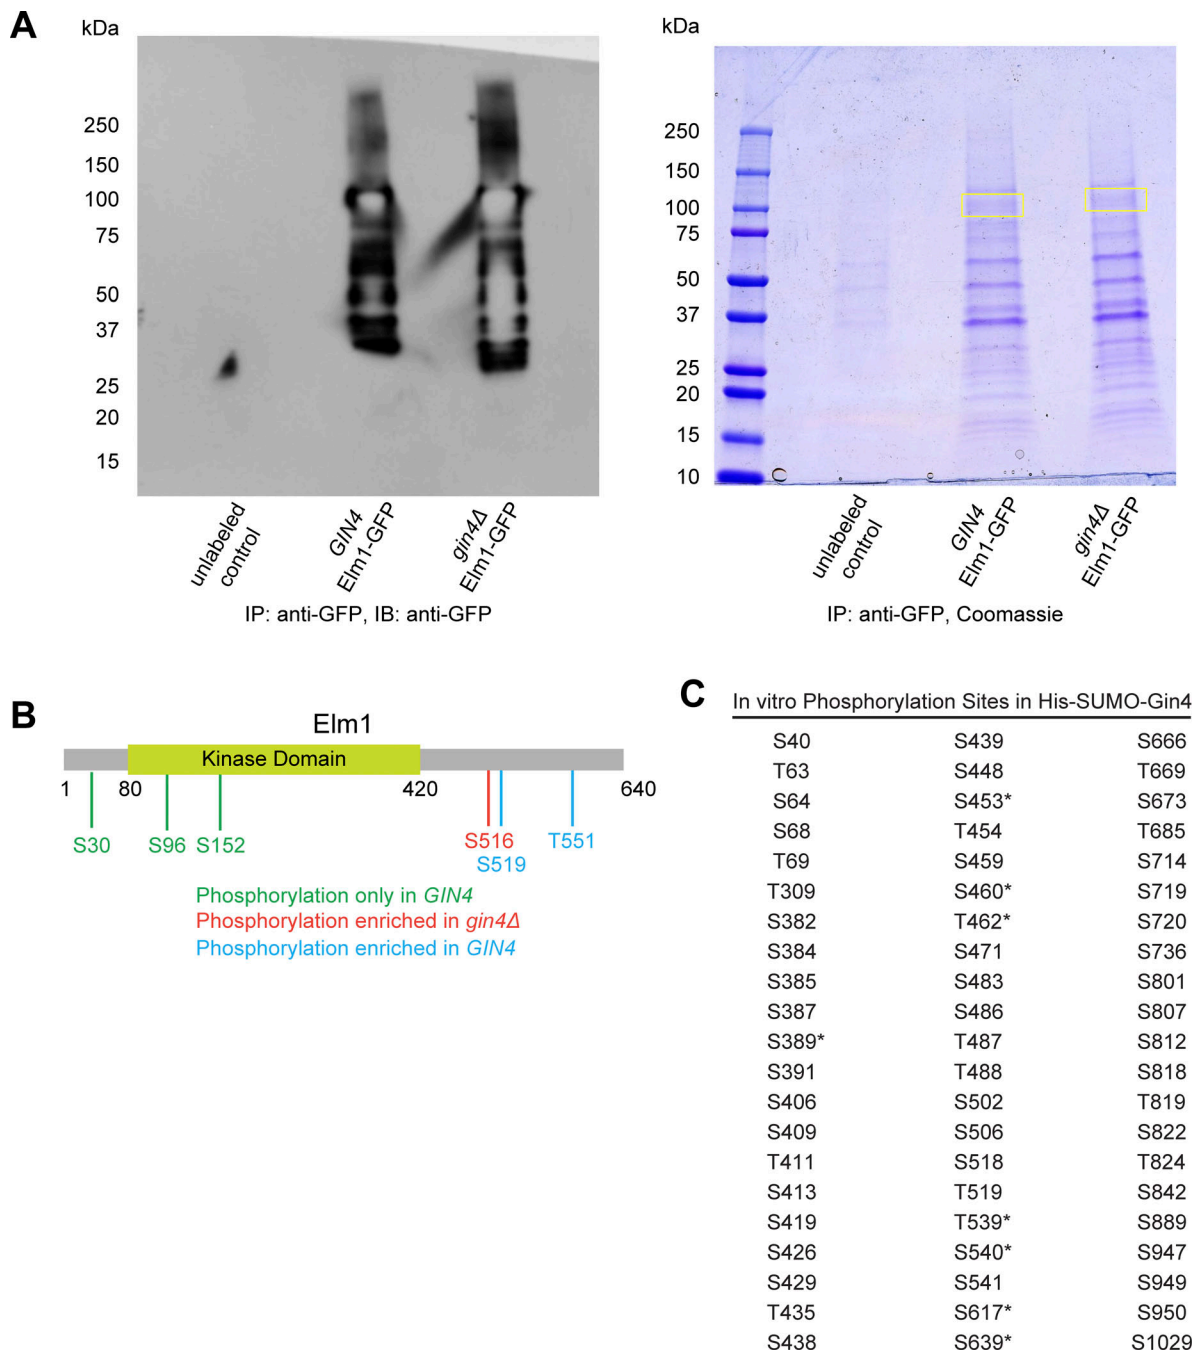 A
kDa
250
150
100
75
50
37
25
20
15
unlabeled
control
GIN4
Elm1-GFP
gin4Δ
Elm1-GFP
IP: anti-GFP, IB: anti-GFP
kDa
250
150
100
75
50
37
25
20
15
10
unlabeled
control
GIN4
Elm1-GFP
gin4Δ
Elm1-GFP
IP: anti-GFP, Coomassie
B
Elm1
Kinase Domain
1 80 420 640
S30 S96 S152 S516 T551
S519
Phosphorylation only in GIN4
Phosphorylation enriched in gin4Δ
Phosphorylation enriched in GIN4
C
In vitro Phosphorylation Sites in His-SUMO-Gin4
S40 S439 S666
T63 S448 T669
S64 S453* S673
S68 T454 T685
T69 S459 S714
T309 S460* S719
S382 T462* S720
S384 S471 S736
S385 S483 S801
S387 S486 S807
S389* T487 S812
S391 T488 S818
S406 S502 T819
S409 S506 S822
T411 S518 T824
S413 T519 S842
S419 T539* S889
S426 S540* S947
S429 S541 S949
T435 S617* S950
S438 S639* S1029